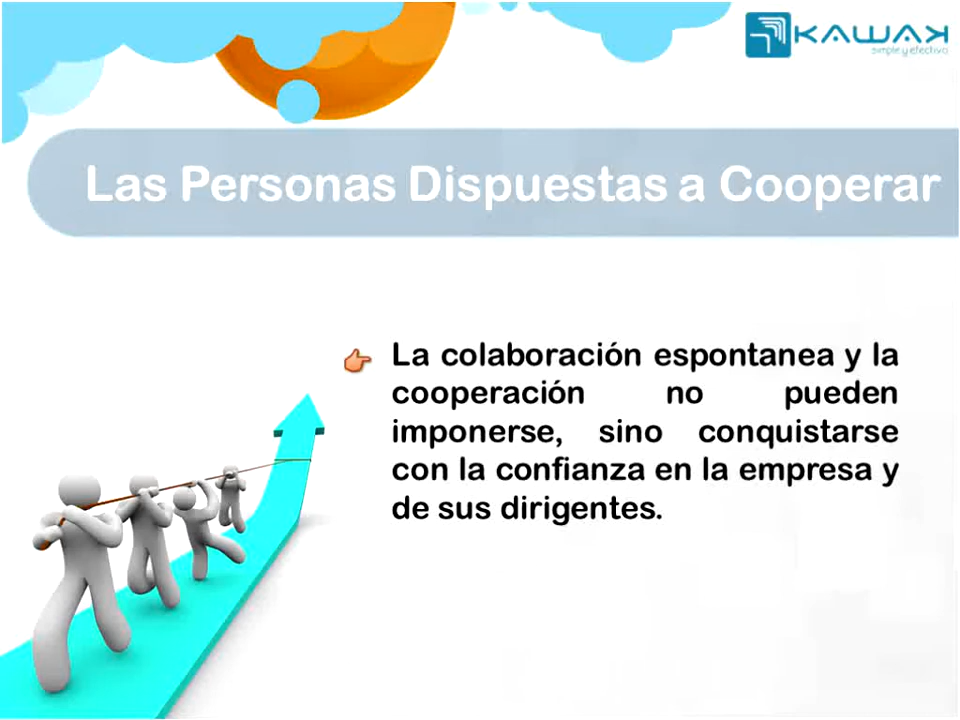 KAWAK
simple y efectivo
Las Personas Dispuestas a Cooperar
La colaboración espontanea y la
cooperación no pueden
imponerse, sino conquistarse
con la confianza en la empresa y
de sus dirigentes.